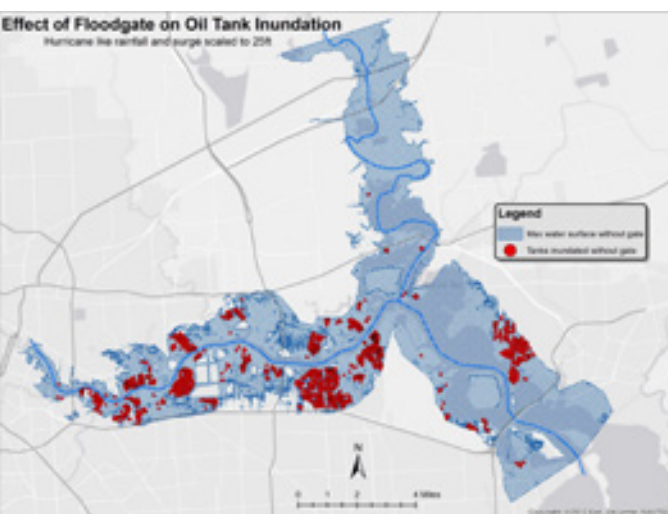 Effect of Floodgate on Oil Tank Inundation
Hurricane like rainfall and surge scaled to 25ft
Legend
Max water surface without gate
Tanks inundated without gate
N
0 1 2 4 Miles